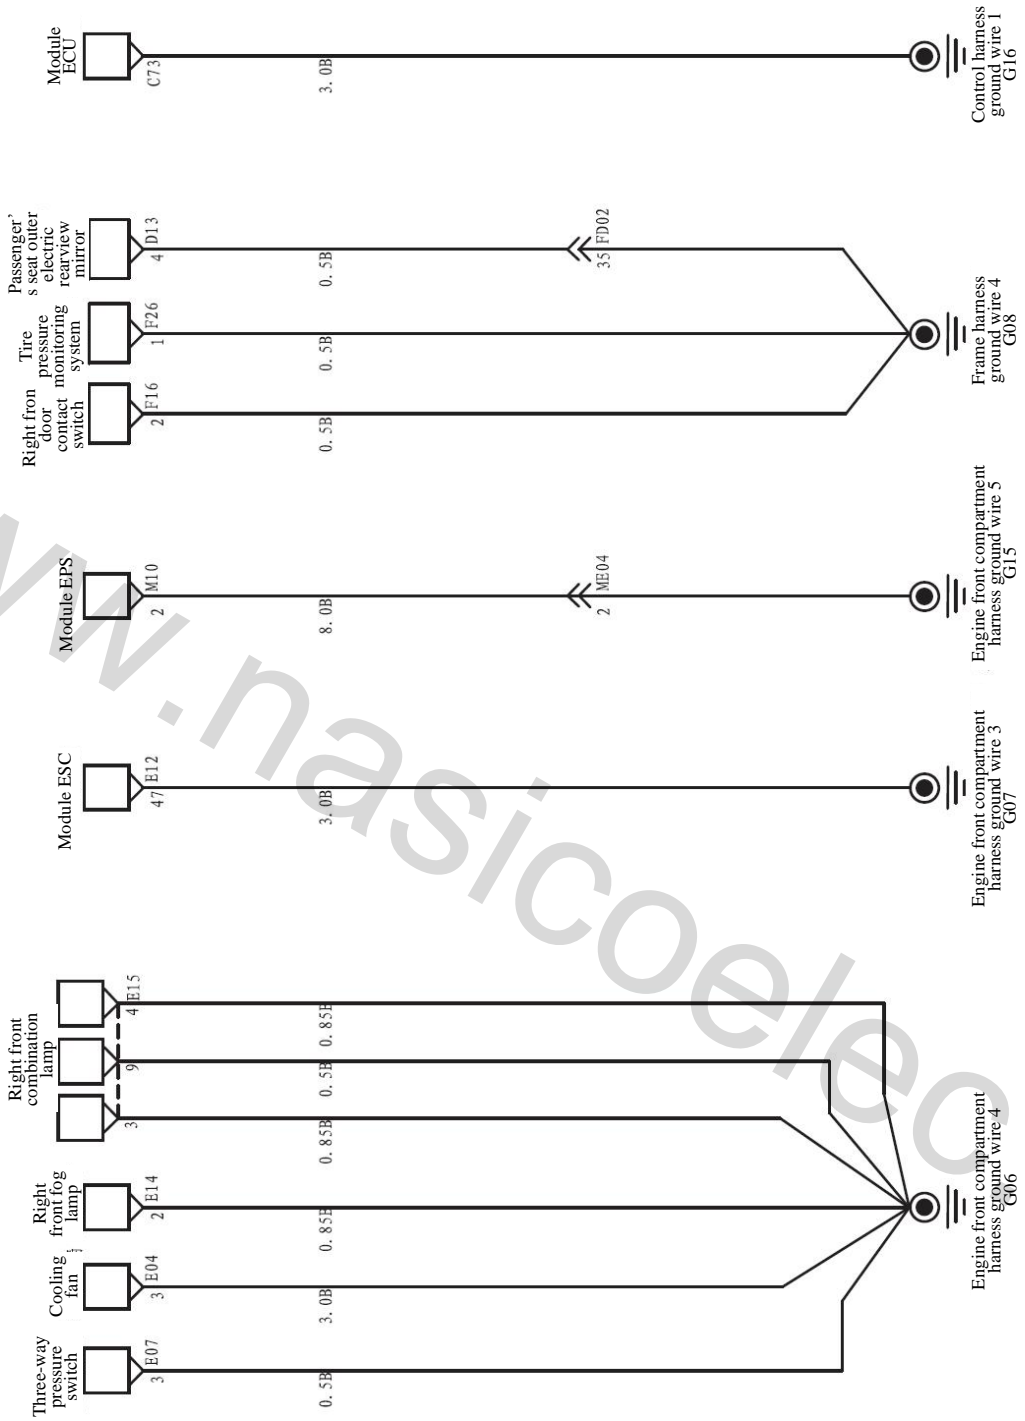 Module
ECU
C73
3.0B
Control harness
ground wire 1
G16
Passenger'
s seat outer
electric
rearview
mirror
4 D13
0.5B
35 FD02
Tire
pressure
monitoring
system
1 F26
0.5B
Right fron
door
contact
switch
2 F16
0.5B
Frame harness
ground wire 4
G08
Module EPS
2 M10
8.0B
2 ME04
Engine front compartment
harness ground wire 5
G15
Module ESC
47 E12
3.0B
Engine front compartment
harness ground wire 3
G07
Right front
combination
lamp
4 E15
0.85B
9
0.5B
3
0.85B
Right
front fog
lamp
2 E14
0.85B
Cooling
fan
3 E04
3.0B
Three-way
pressure
switch
3 E07
0.5B
Engine front compartment
harness ground wire 4
G06
w.nasicoelec